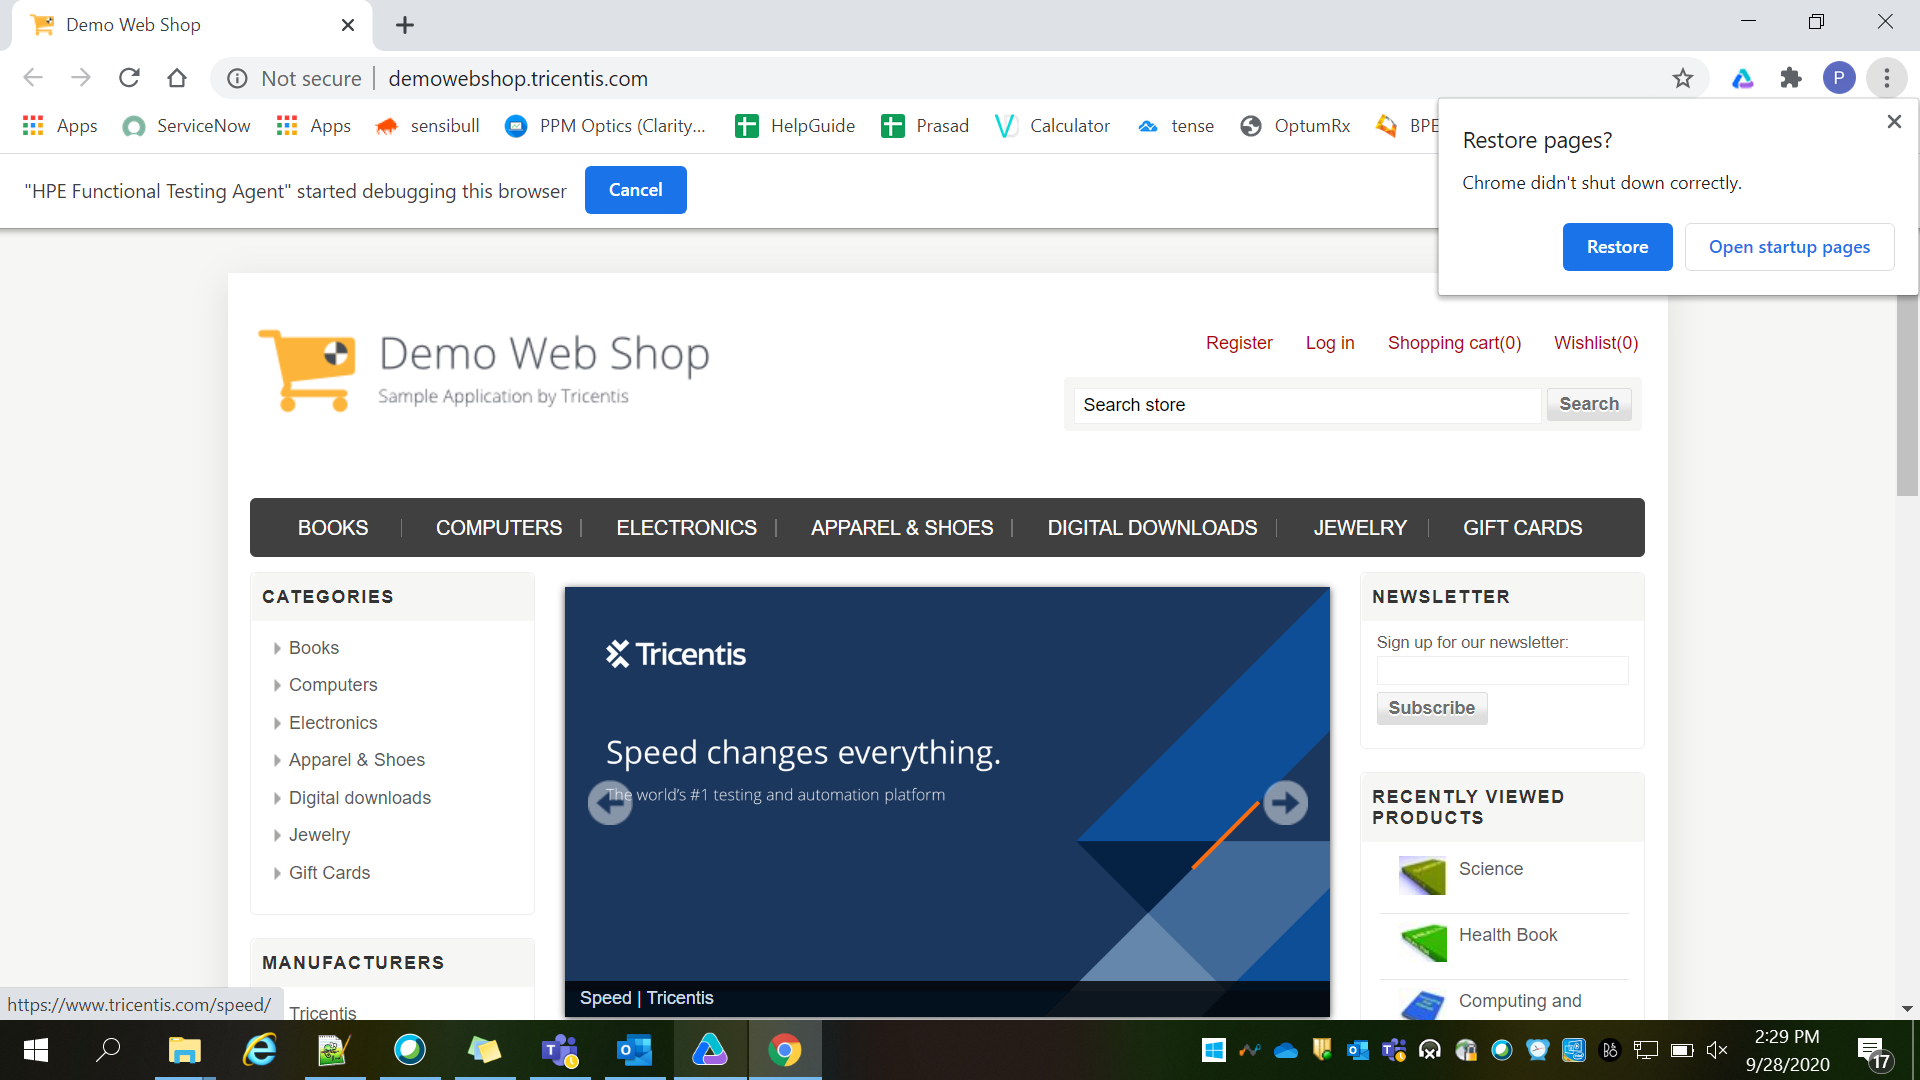 Demo Web Shop
Not secure
demowebshop.tricentis.com
P
Apps
ServiceNow
Apps
sensibull
PPM Optics (Clarity...
HelpGuide
Prasad
Calculator
tense
OptumRx
BPE
"HPE Functional Testing Agent" started debugging this browser
Cancel
Restore pages?
Chrome didn't shut down correctly.
Restore
Open startup pages
Demo Web Shop
Sample Application by Tricentis
Register
Log in
Shopping cart(0)
Wishlist(0)
Search store
Search
BOOKS
COMPUTERS
ELECTRONICS
APPAREL & SHOES
DIGITAL DOWNLOADS
JEWELRY
GIFT CARDS
CATEGORIES
Books
Computers
Electronics
Apparel & Shoes
Digital downloads
Jewelry
Gift Cards
MANUFACTURERS
Tricentis
Tricentis
Speed changes everything.
The world's #1 testing and automation platform
Speed | Tricentis
NEWSLETTER
Sign up for our newsletter:
Subscribe
RECENTLY VIEWED
PRODUCTS
Science
Health Book
Computing and
https://www.tricentis.com/speed/
2:29 PM
9/28/2020
17